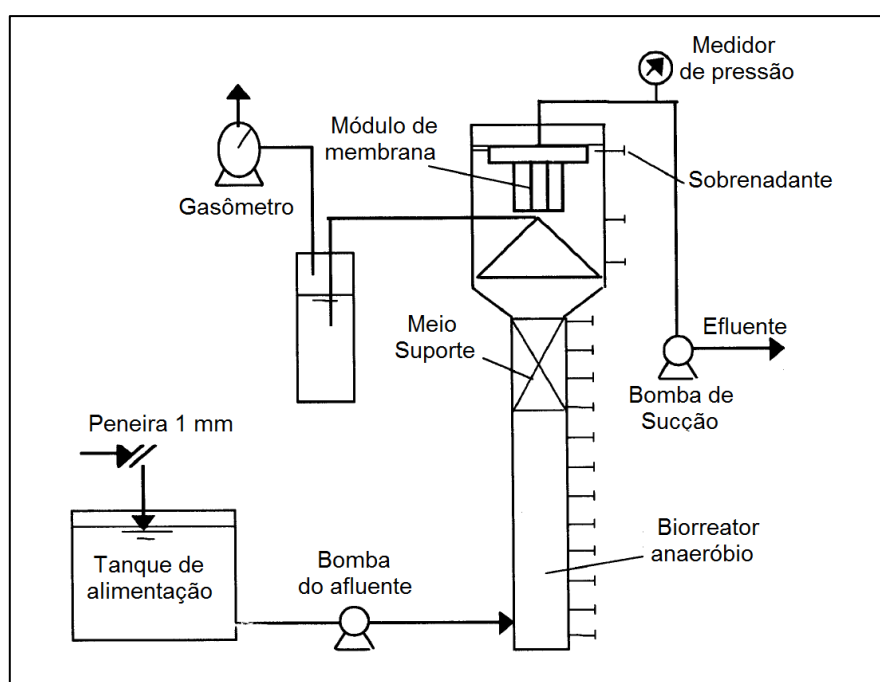 Medidor
de pressão
Módulo de
membrana
Sobrenadante
Gasômetro
Meio
Suporte
Efluente
Bomba de
Sucção
Peneira 1 mm
Biorreator
anaeróbio
Tanque de
alimentação
Bomba
do afluente